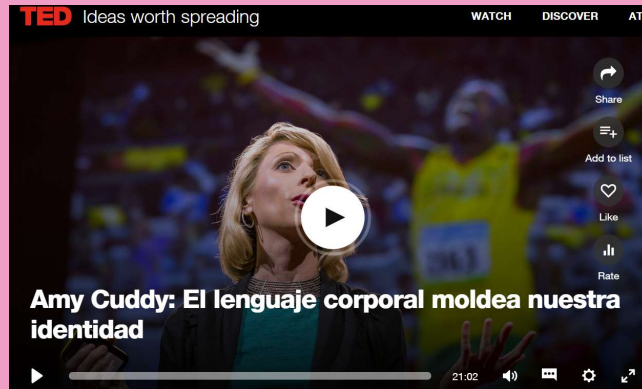 TED Ideas worth spreading
WATCH DISCOVER AT
Share
Add to list
Like
Rate
Amy Cuddy: El lenguaje corporal moldea nuestra
identidad
21:02